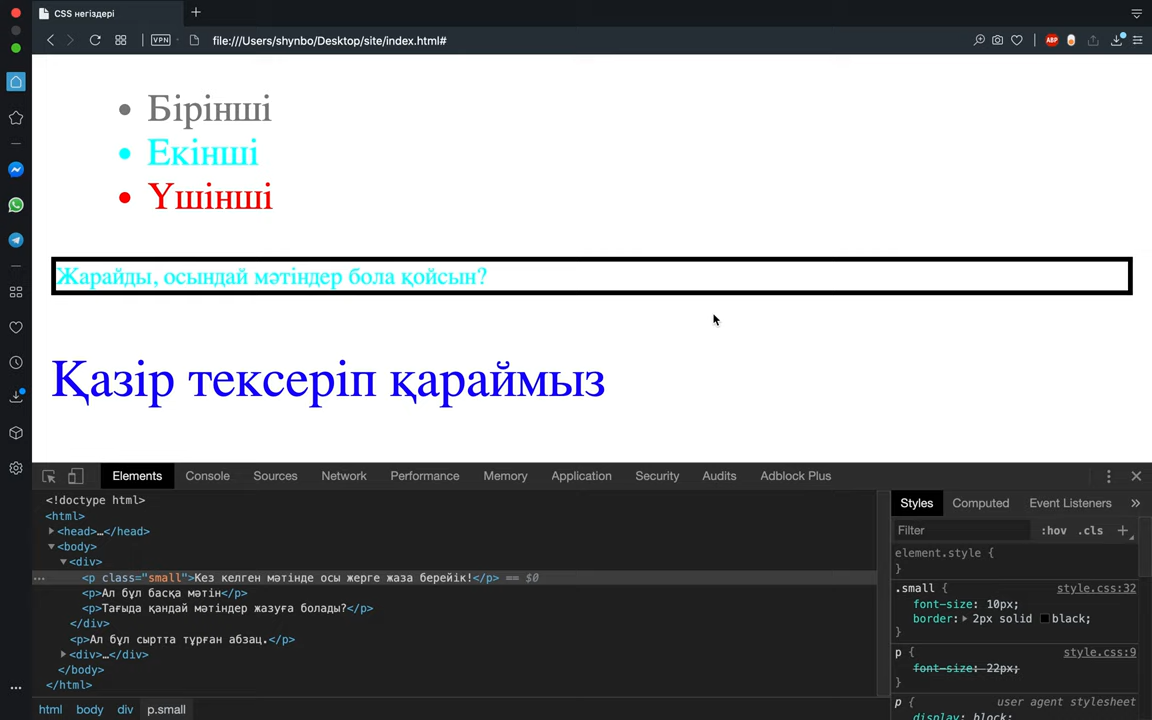 CSS негіздері
VPN
file:///Users/shynbo/Desktop/site/index.html#
ABP
Бірінші
Екінші
Үшінші
Жарайды, осындай мәтіндер бола қойсын?
Қазір тексеріп қараймыз
Elements Console Sources Network Performance Memory Application Security Audits Adblock Plus
<!doctype html>
<html>
<head>…</head>
<body>
<div>
<p class="small">Кез келген мәтінде осы жерге жаза берейік!</p> == $0
<p>Ал бұл басқа мәтін</p>
<p>Тағыда қандай мәтіндер жазуға болады?</p>
</div>
<p>Ал бұл сыртта тұрған абзац.</p>
<div>…</div>
</body>
</html>
html body div p.small
Styles Computed Event Listeners »
Filter :hov .cls +
element.style {
}
.small { style.css:32
font-size: 10px;
border: 2px solid black;
}
p { style.css:9
font-size: 22px;
}
p { user agent stylesheet
display: block;